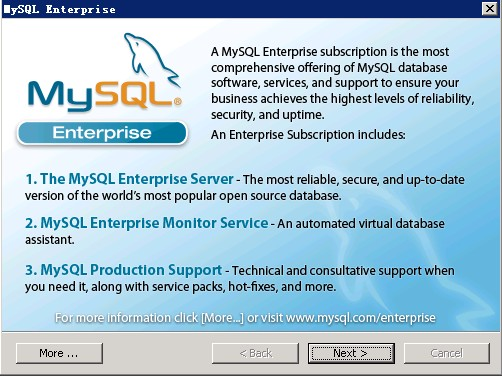 MySQL Enterprise
MySQL®
Enterprise
A MySQL Enterprise subscription is the most
comprehensive offering of MySQL database
software, services, and support to ensure your
business achieves the highest levels of reliability,
security, and uptime.
An Enterprise Subscription includes:
1. The MySQL Enterprise Server - The most reliable, secure, and up-to-date
version of the world's most popular open source database.
2. MySQL Enterprise Monitor Service - An automated virtual database
assistant.
3. MySQL Production Support - Technical and consultative support when
you need it, along with service packs, hot-fixes, and more.
For more information click [More...] or visit www.mysql.com/enterprise
More ...
< Back
Next >
Cancel